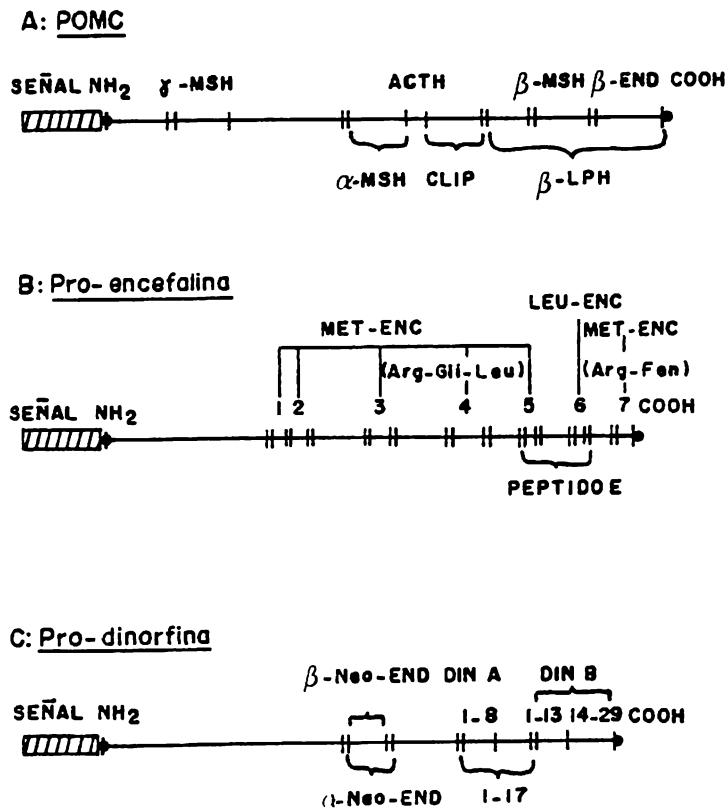 A: POMC
SEÑAL NH2 γ-MSH ACTH β-MSH β-END COOH
α-MSH CLIP β-LPH
B: Pro-encefalina
LEU-ENC
MET-ENC MET-ENC
(Arg-Gli-Leu) (Arg-Fen)
SEÑAL NH2 1 2 3 4 5 6 7 COOH
PEPTIDO E
C: Pro-dinorfina
β-Neo-END DIN A DIN B
SEÑAL NH2 1-8 1-13 14-29 COOH
α-Neo-END 1-17